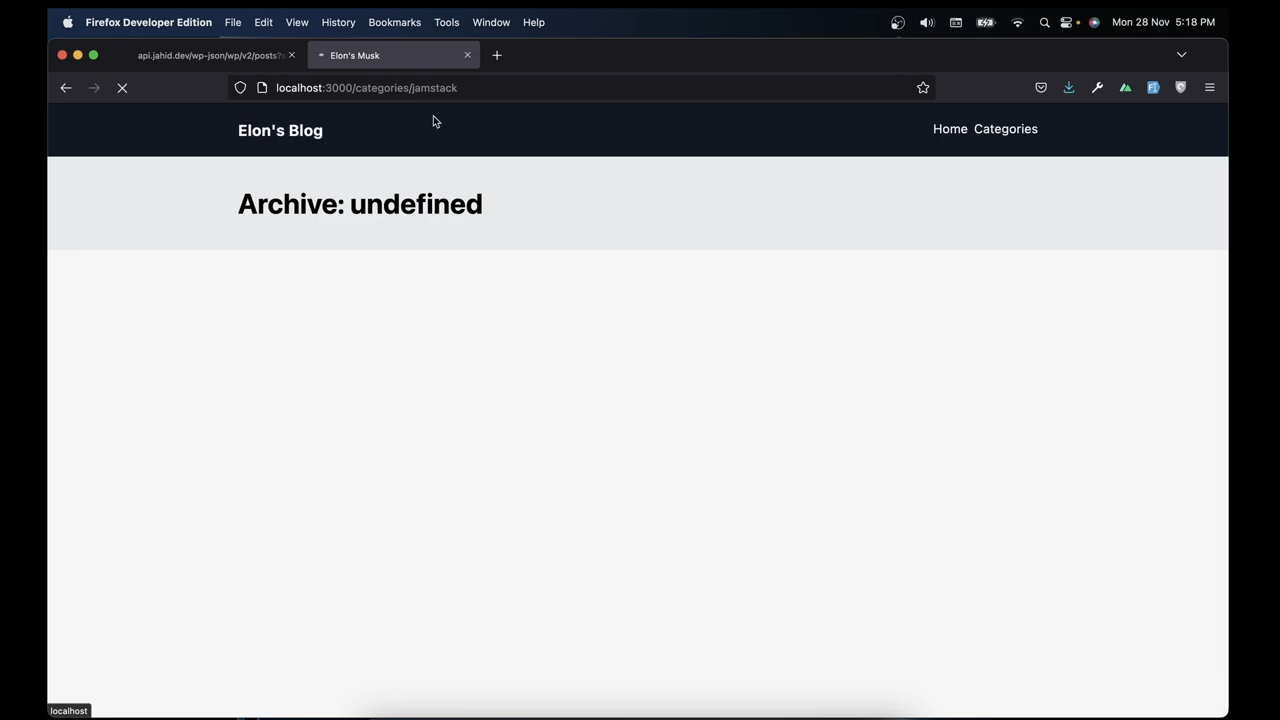 Firefox Developer Edition File Edit View History Bookmarks Tools Window Help Mon 28 Nov 5:18 PM
api.jahid.dev/wp-json/wp/v2/posts? Elon's Musk
localhost:3000/categories/jamstack
Elon's Blog Home Categories
Archive: undefined
localhost